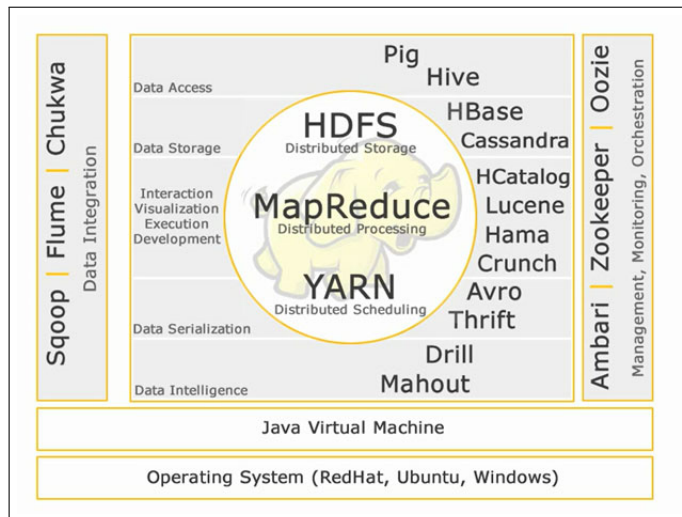 Sqoop | Flume | Chukwa
Data Integration
Pig
Hive
Data Access
HDFS
Distributed Storage
HBase
Cassandra
Data Storage
Interaction
Visualization
Execution
Development
MapReduce
Distributed Processing
HCatalog
Lucene
Hama
Crunch
YARN
Distributed Scheduling
Avro
Thrift
Data Serialization
Drill
Mahout
Data Intelligence
Ambari | Zookeeper | Oozie
Management, Monitoring, Orchestration
Java Virtual Machine
Operating System (RedHat, Ubuntu, Windows)